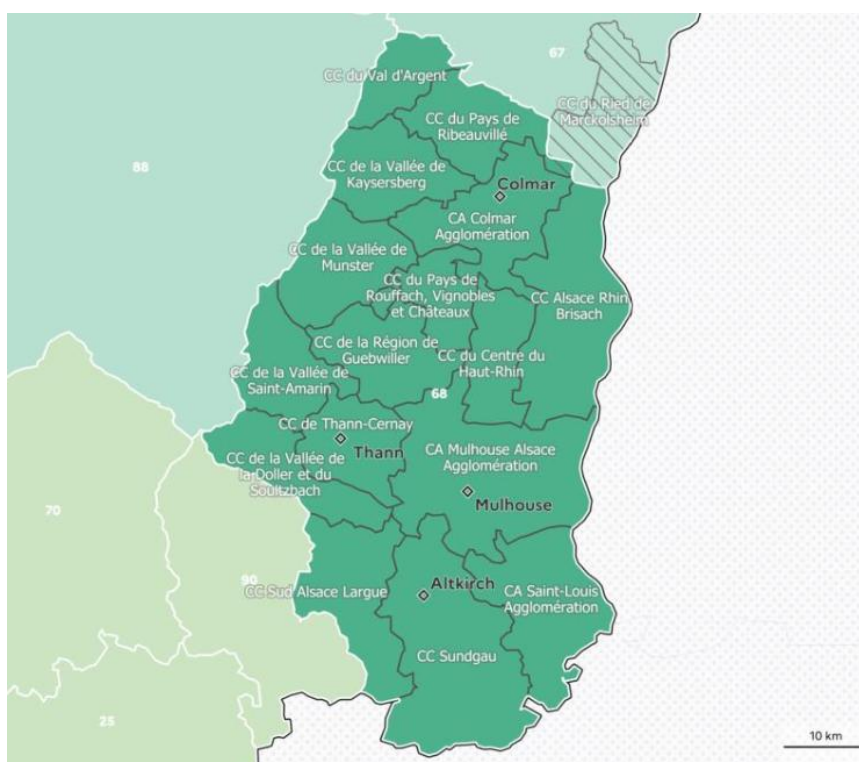 67
CC du Val d'Argent
CC du Ried de
Marckolsheim
CC du Pays de
Ribeauvillé
88
CC de la Vallée de
Kaysersberg
Colmar
CA Colmar
Agglomération
CC de la Vallée de
Munster
CC du Pays de
Rouffach, Vignobles
et Châteaux
CC Alsace Rhin
Brisach
CC de la Région de
Guebwiller
CC du Centre du
Haut-Rhin
CC de la Vallée de
Saint-Amarin
68
CC de Thann-Cernay
Thann
CA Mulhouse Alsace
Agglomération
CC de la Vallée de
la Doller et du
Soultzbach
Mulhouse
70
90
CC Sud Alsace Largue
Altkirch
CA Saint-Louis
Agglomération
CC Sundgau
25
10 km